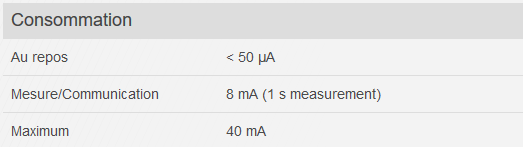 Consommation
Au repos < 50 µA
Mesure/Communication 8 mA (1 s measurement)
Maximum 40 mA